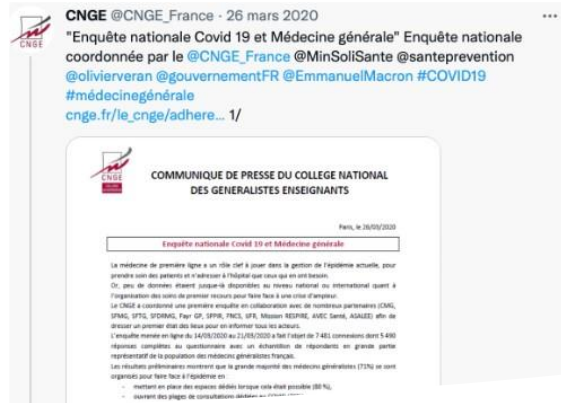 CNGE @CNGE_France · 26 mars 2020
"Enquête nationale Covid 19 et Médecine générale" Enquête nationale
coordonnée par le @CNGE_France @MinSoliSante @santeprevention
@olivierveran @gouvernementFR @EmmanuelMacron #COVID19
#médecinegénérale
cnge.fr/le_cnge/adhere... 1/
CNGE
CNGE
COMMUNIQUE DE PRESSE DU COLLEGE NATIONAL
DES GENERALISTES ENSEIGNANTS
Paris, le 26/03/2020
Enquête nationale Covid 19 et Médecine générale
La médecine de première ligne a un rôle clef à jouer dans la gestion de l'épidémie actuelle, pour
prendre soin des patients et n'adresser à l'hôpital que ceux qui en ont besoin.
Or, peu de données étaient jusque-là disponibles au niveau national ou international quant à
l'organisation des soins de premier recours pour faire face à une crise d'ampleur.
Le CNGE a coordonné une première enquête en collaboration avec de nombreux partenaires (CMG,
SFMG, SFTG, SFDRMG, Fayr GP, SPFR, FNCS, UFR, Mission RESPIRE, AVEC Santé, ASALEE) afin de
dresser un premier état des lieux pour en informer tous les acteurs.
L'enquête menée en ligne du 14/03/2020 au 21/03/2020 a fait l'objet de 7 481 connexions dont 5 490
réponses complètes au questionnaire avec un échantillon de répondants en grande partie
représentatif de la population des médecins généralistes français.
Les résultats préliminaires montrent que la grande majorité des médecins généralistes (71%) se sont
organisés pour faire face à l'épidémie en
- mettant en place des espaces dédiés lorsque cela était possible (80 %),
- ouvrant des plages de consultations dédiées au COVID